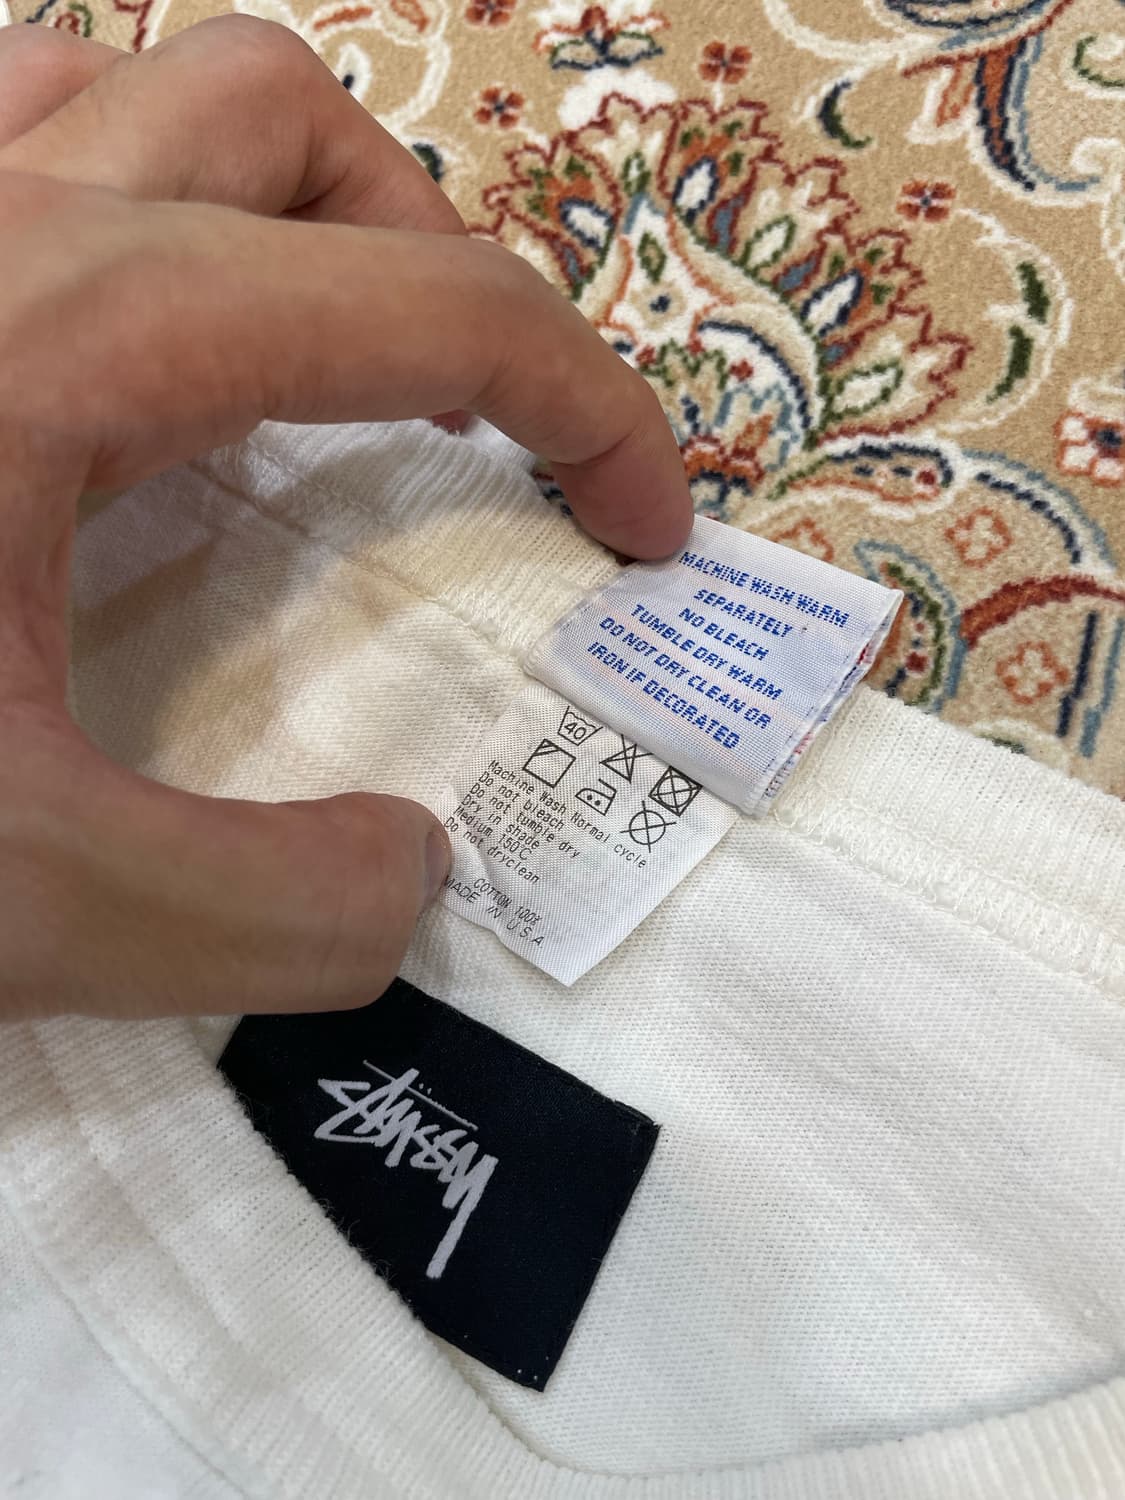 MACHINE WASH WARM
SEPARATELY
NO BLEACH
TUMBLE DRY WARM
DO NOT DRY CLEAN OR
IRON IF DECORATED
40
Machine Wash Normal cycle
Do not bleach
Do not tumble dry
Dry in shade
Medium 150℃
Do not dryclean
COTTON 100%
MADE IN U.S.A
Stüssy